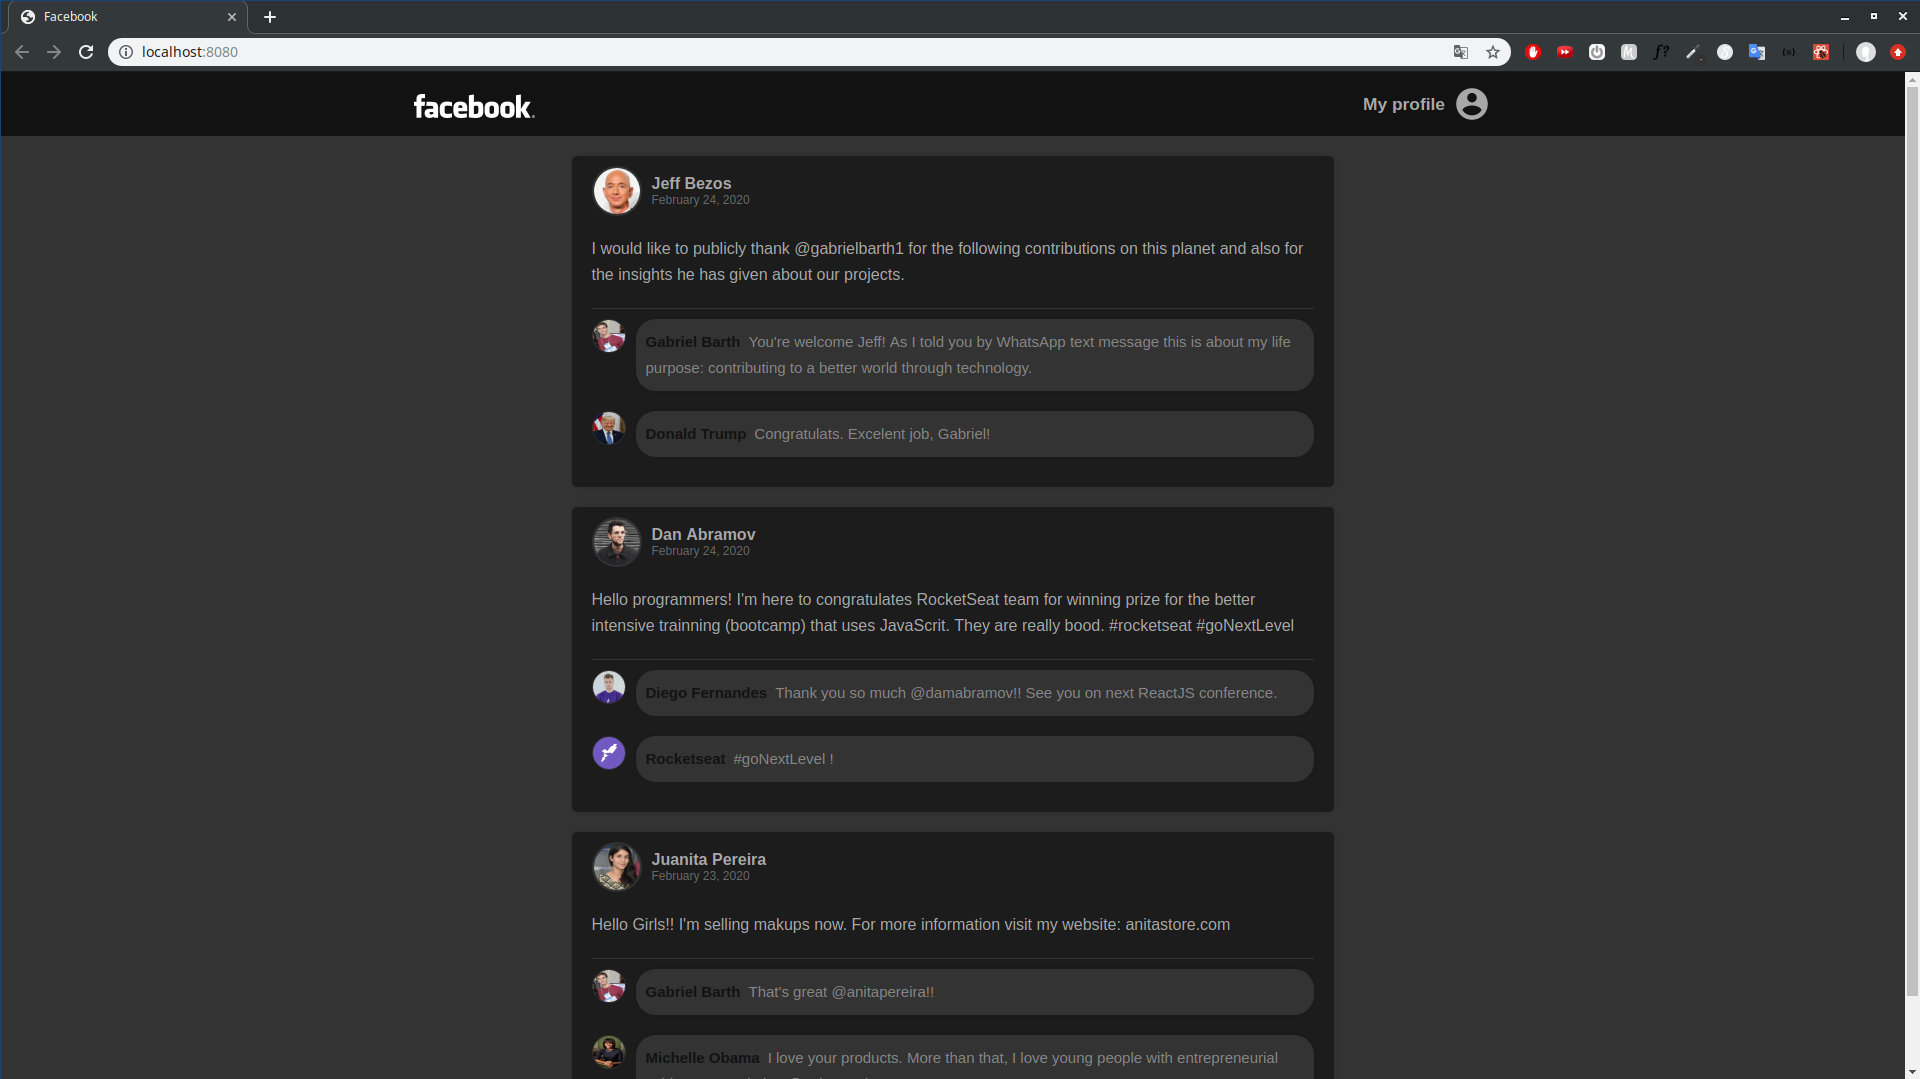 Facebook
localhost:8080
facebook.
My profile
Jeff Bezos
February 24, 2020
I would like to publicly thank @gabrielbarth1 for the following contributions on this planet and also for
the insights he has given about our projects.
Gabriel Barth You're welcome Jeff! As I told you by WhatsApp text message this is about my life
purpose: contributing to a better world through technology.
Donald Trump Congratulats. Excelent job, Gabriel!
Dan Abramov
February 24, 2020
Hello programmers! I'm here to congratulates RocketSeat team for winning prize for the better
intensive trainning (bootcamp) that uses JavaScrit. They are really bood. #rocketseat #goNextLevel
Diego Fernandes Thank you so much @damabramov!! See you on next ReactJS conference.
Rocketseat #goNextLevel !
Juanita Pereira
February 23, 2020
Hello Girls!! I'm selling makups now. For more information visit my website: anitastore.com
Gabriel Barth That's great @anitapereira!!
Michelle Obama I love your products. More than that, I love young people with entrepreneurial